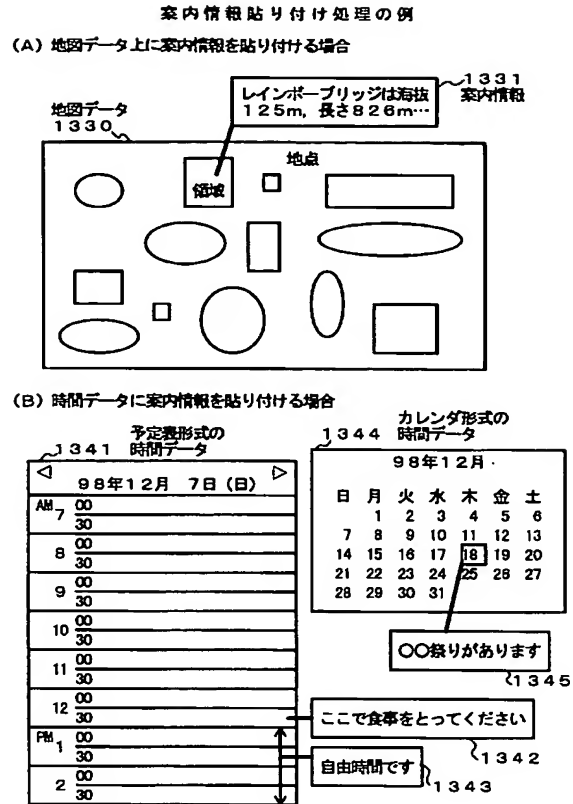 案内情報貼り付け処理の例
(A) 地図データ上に案内情報を貼り付ける場合
1331
案内情報
レインボーブリッジは海抜
125m,長さ826m…
地図データ
1330
地点
領域
(B) 時間データに案内情報を貼り付ける場合
予定表形式の
1341 時間データ
98年12月 7日(日)
AM 7 00
30
8 00
30
9 00
30
10 00
30
11 00
30
12 00
30
PM 1 00
30
2 00
30
カレンダ形式の
1344 時間データ
98年12月
日 月 火 水 木 金 土
1 2 3 4 5 6
7 8 9 10 11 12 13
14 15 16 17 18 19 20
21 22 23 24 25 26 27
28 29 30 31
〇〇祭りがあります
1345
ここで食事をとってください
1342
自由時間です
1343